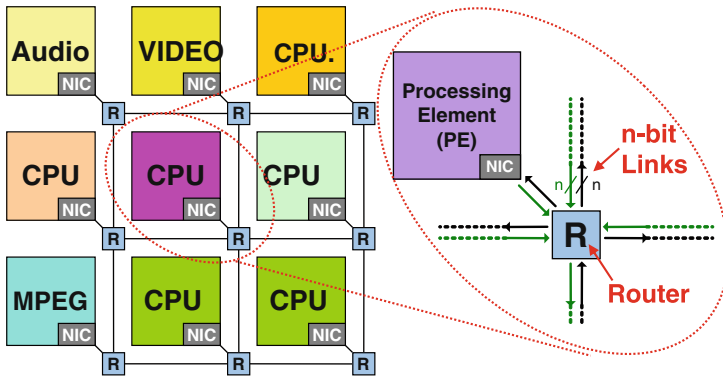 Audio
NIC
R
VIDEO
NIC
R
CPU.
NIC
R
CPU
NIC
R
CPU
NIC
R
CPU
NIC
R
MPEG
NIC
R
CPU
NIC
R
CPU
NIC
R
Processing
Element
(PE)
NIC
n-bit
Links
n
n
R
Router